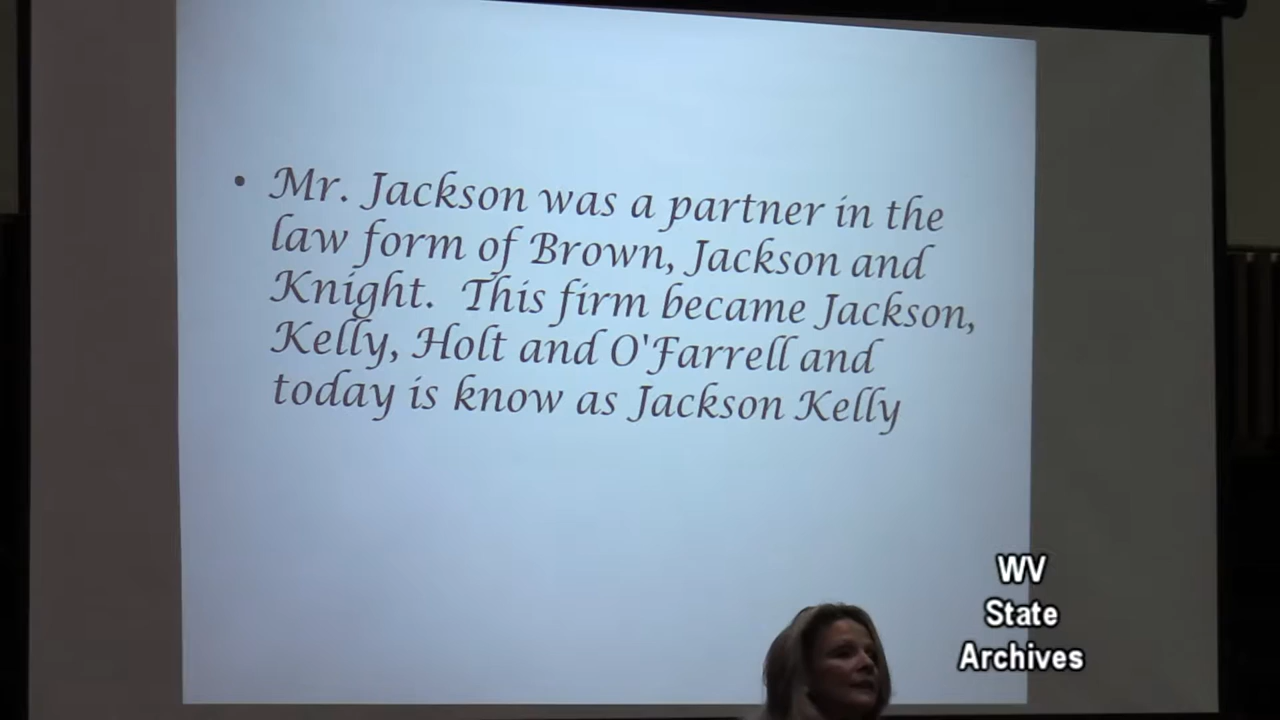 • Mr. Jackson was a partner in the
law form of Brown, Jackson and
Knight. This firm became Jackson,
Kelly, Holt and O'Farrell and
today is know as Jackson Kelly
WV
State
Archives